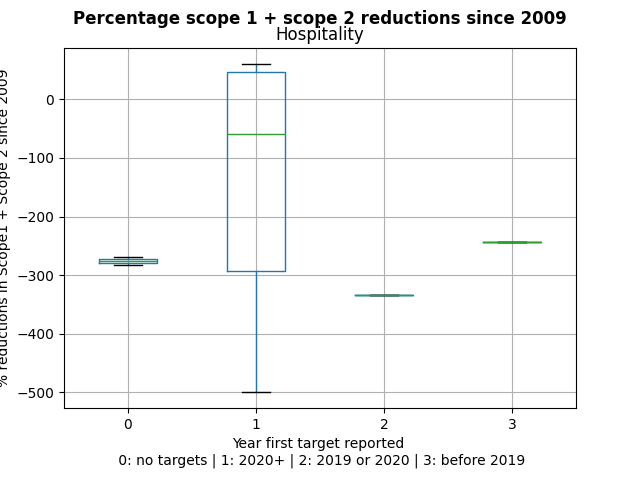 Percentage scope 1 + scope 2 reductions since 2009
Hospitality
% reductions in Scope1 + Scope 2 since 2009
0
−100
−200
−300
−400
−500
0 1 2 3
Year first target reported
0: no targets | 1: 2020+ | 2: 2019 or 2020 | 3: before 2019